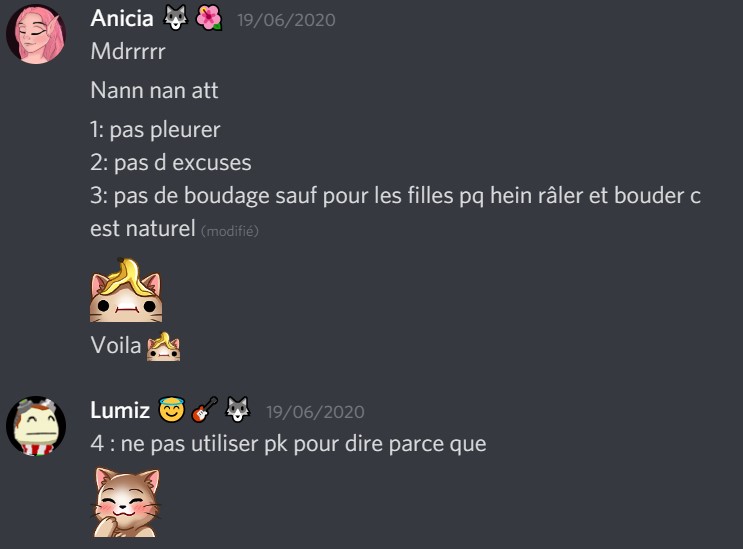 Anicia 🐺 🌺 19/06/2020
Mdrrrrr
Nann nan att
1: pas pleurer
2: pas d excuses
3: pas de boudage sauf pour les filles pq hein râler et bouder c
est naturel (modifié)
Voila
Lumiz 😇 🎸 🐺 19/06/2020
4 : ne pas utiliser pk pour dire parce que